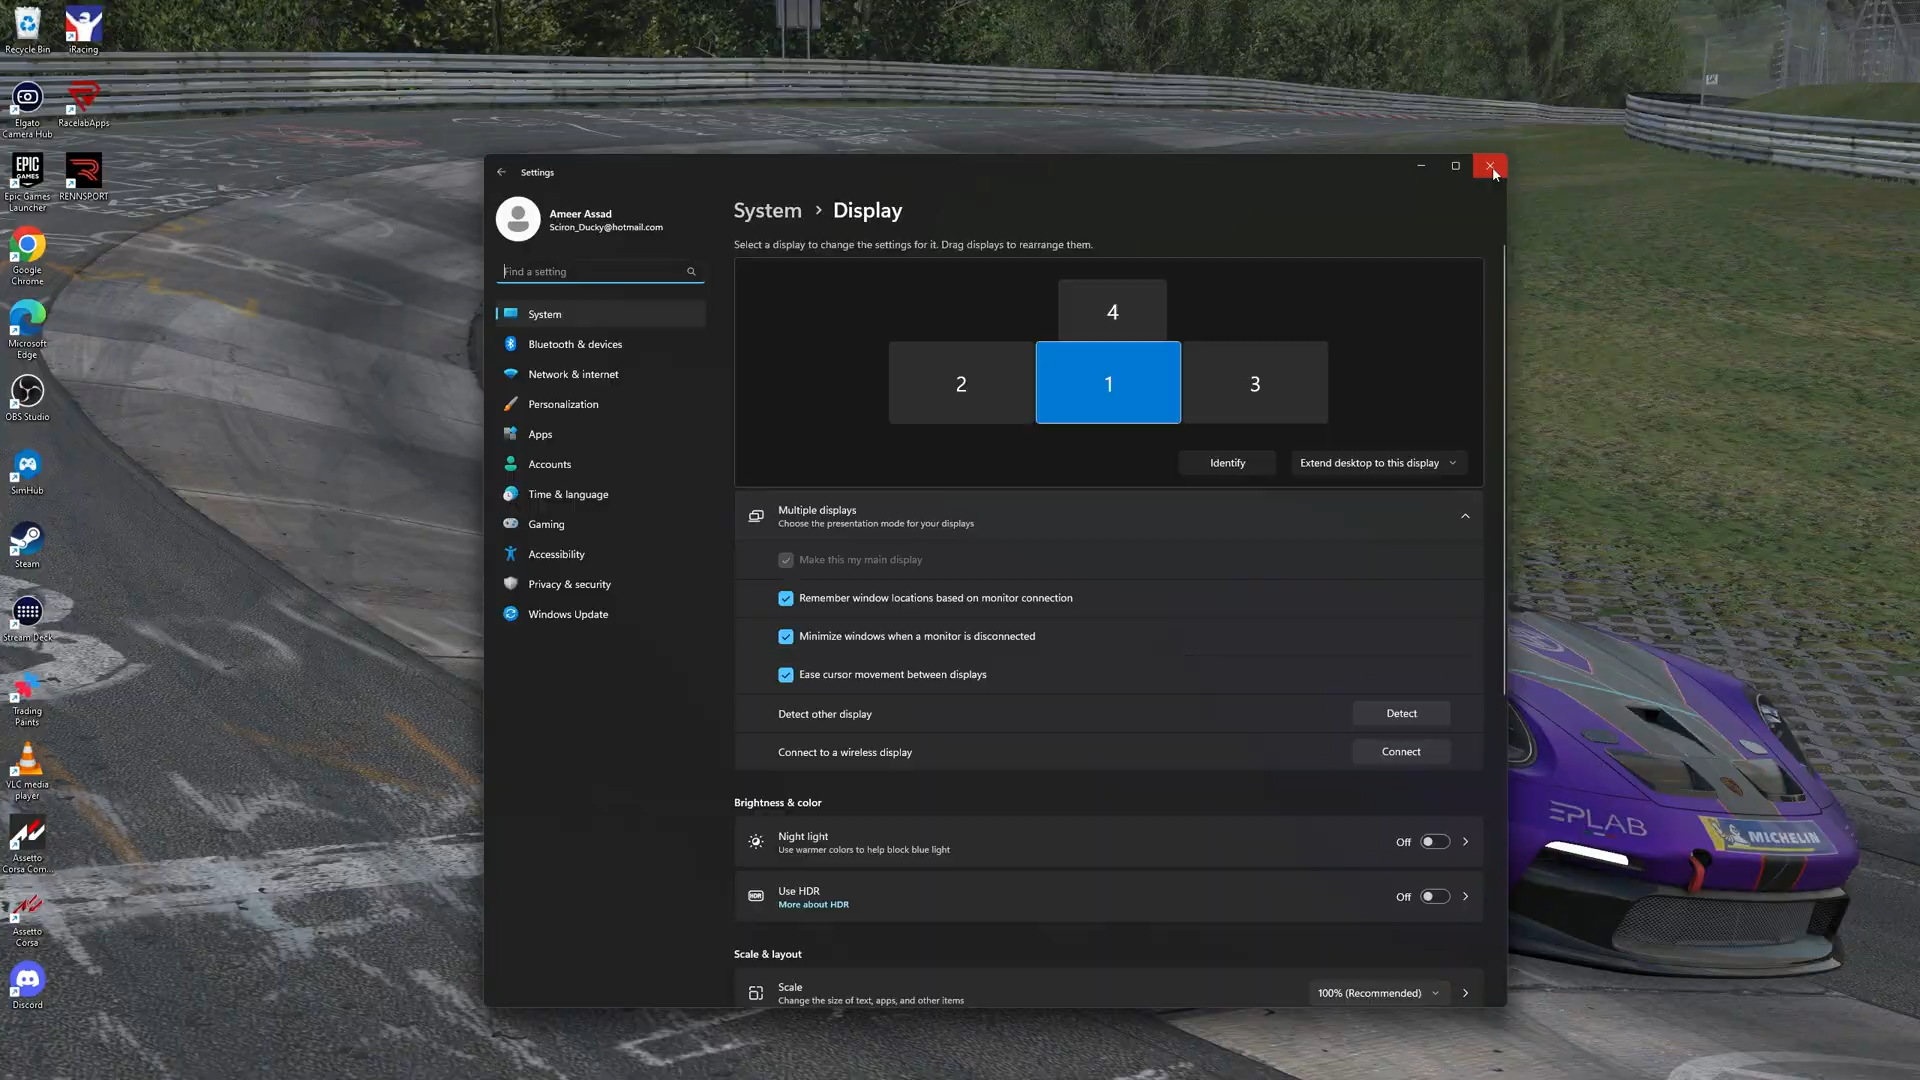 Recycle Bin
iRacing
Elgato
Camera Hub
RacelabApps
EPIC
GAMES
Epic Games
Launcher
RENNSPORT
Google
Chrome
Microsoft
Edge
OBS Studio
SimHub
Steam
Stream Deck
Trading
Paints
VLC media
player
Assetto
Corsa Com...
Assetto
Corsa
Discord
Settings
Ameer Assad
Sciron_Ducky@hotmail.com
Find a setting
System
Bluetooth & devices
Network & internet
Personalization
Apps
Accounts
Time & language
Gaming
Accessibility
Privacy & security
Windows Update
System > Display
Select a display to change the settings for it. Drag displays to rearrange them.
4
2
1
3
Identify
Extend desktop to this display
Multiple displays
Choose the presentation mode for your displays
Make this my main display
Remember window locations based on monitor connection
Minimize windows when a monitor is disconnected
Ease cursor movement between displays
Detect other display
Detect
Connect to a wireless display
Connect
Brightness & color
Night light
Use warmer colors to help block blue light
Off
HDR
Use HDR
More about HDR
Off
Scale & layout
Scale
Change the size of text, apps, and other items
100% (Recommended)
EPLAB
MICHELIN